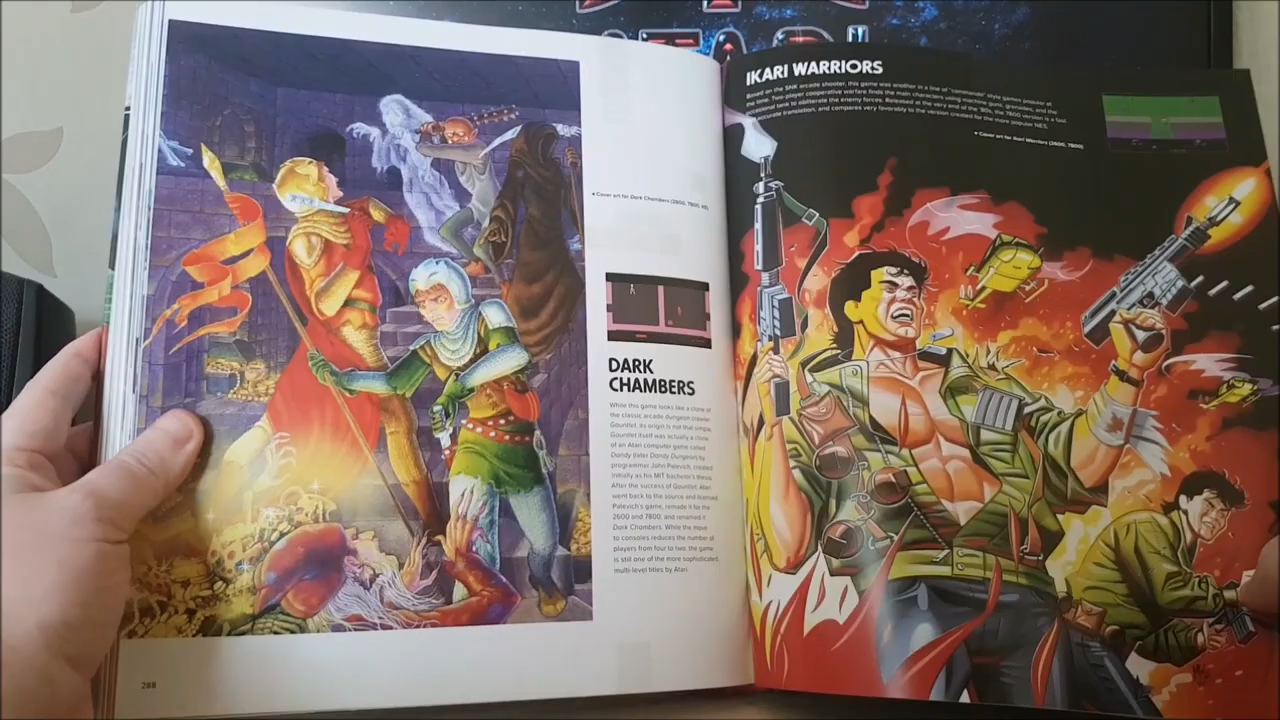 ATARI
◂ Cover art for Dark Chambers (2600, 7800, XE)
DARK
CHAMBERS
While this game looks like a clone of
the classic arcade dungeon crawler
Gauntlet, its origin is not that simple.
Gauntlet itself was actually a clone
of an Atari computer game called
Dandy (later Dandy Dungeon) by
programmer John Palevich, created
initially as his MIT bachelor's thesis.
After the success of Gauntlet, Atari
went back to the source and licensed
Palevich's game, remade it for the
2600 and 7800, and renamed it
Dark Chambers. While the move
to consoles reduces the number of
players from four to two, the game
is still one of the more sophisticated,
multi-level titles by Atari.
288
IKARI WARRIORS
Based on the SNK arcade shooter, this game was another in a line of "commando" style games popular at
the time. Two-player cooperative warfare finds the main characters using machine guns, grenades, and the
occasional tank to obliterate the enemy forces. Released at the very end of the '80s, the 7800 version is a fast,
accurate translation, and compares very favorably to the version created for the more popular NES.
▾ Cover art for Ikari Warriors (2600, 7800)